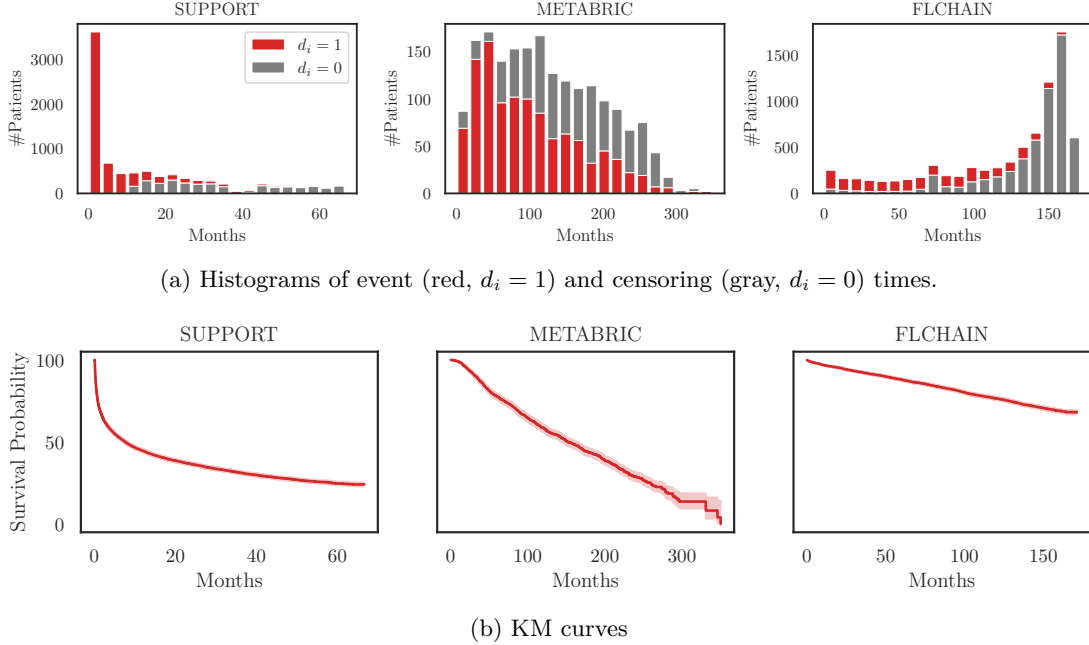 SUPPORT METABRIC FLCHAIN
#Patients 3000 2000 1000 0
$d_i = 1$
$d_i = 0$
0 20 40 60
Months
#Patients 150 100 50 0
0 100 200 300
Months
#Patients 1500 1000 500 0
0 50 100 150
Months
(a) Histograms of event (red, $d_i = 1$) and censoring (gray, $d_i = 0$) times.
SUPPORT METABRIC FLCHAIN
Survival Probability 100 50 0
0 20 40 60
Months
0 100 200 300
Months
0 50 100 150
Months
(b) KM curves